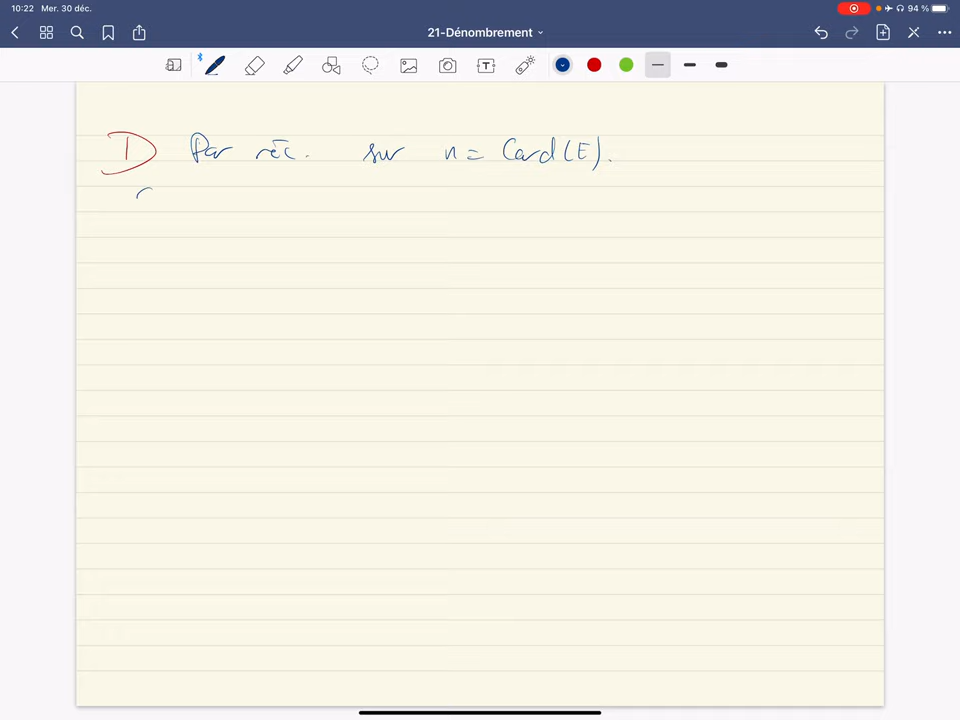 10:22 Mer. 30 déc. 94 %
21-Dénombrement
D Par réc. sur n = Card(E).